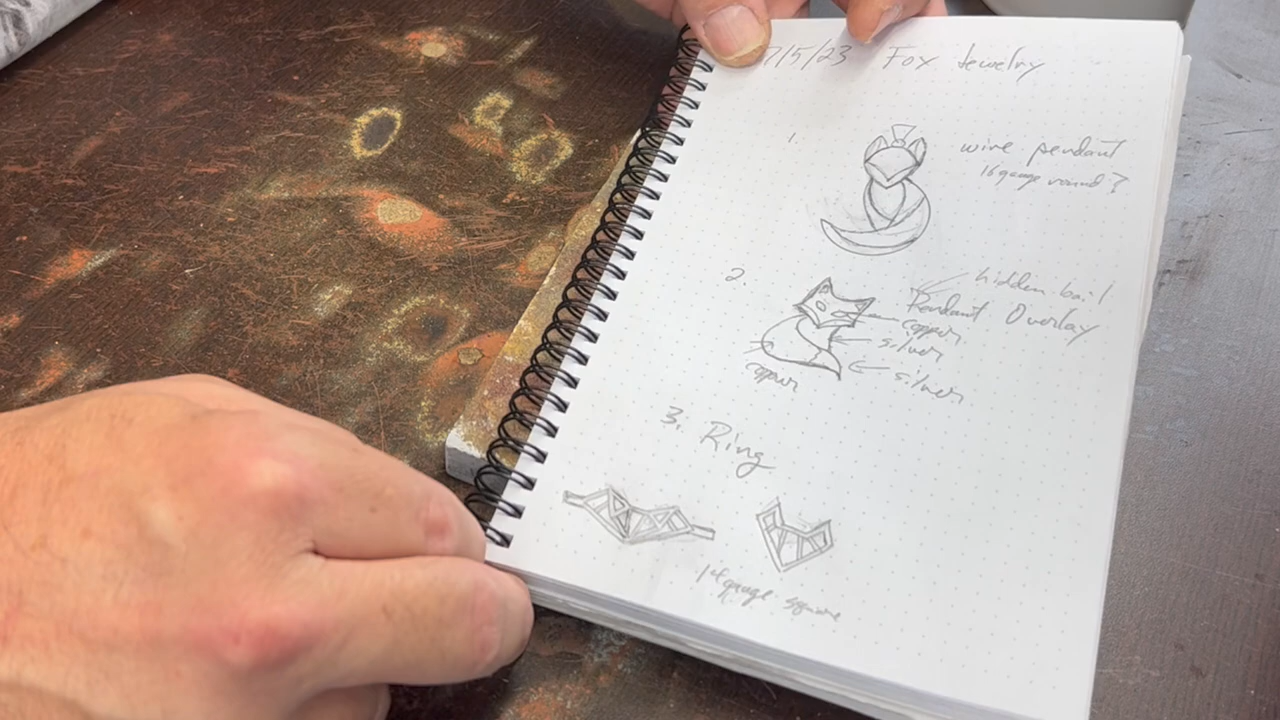 7/5/23 Fox Jewelry
1.
wire pendant
16 gauge round?
2.
hidden bail
Pendant Overlay
copper
silver
silver
copper
3. Ring
gauge square